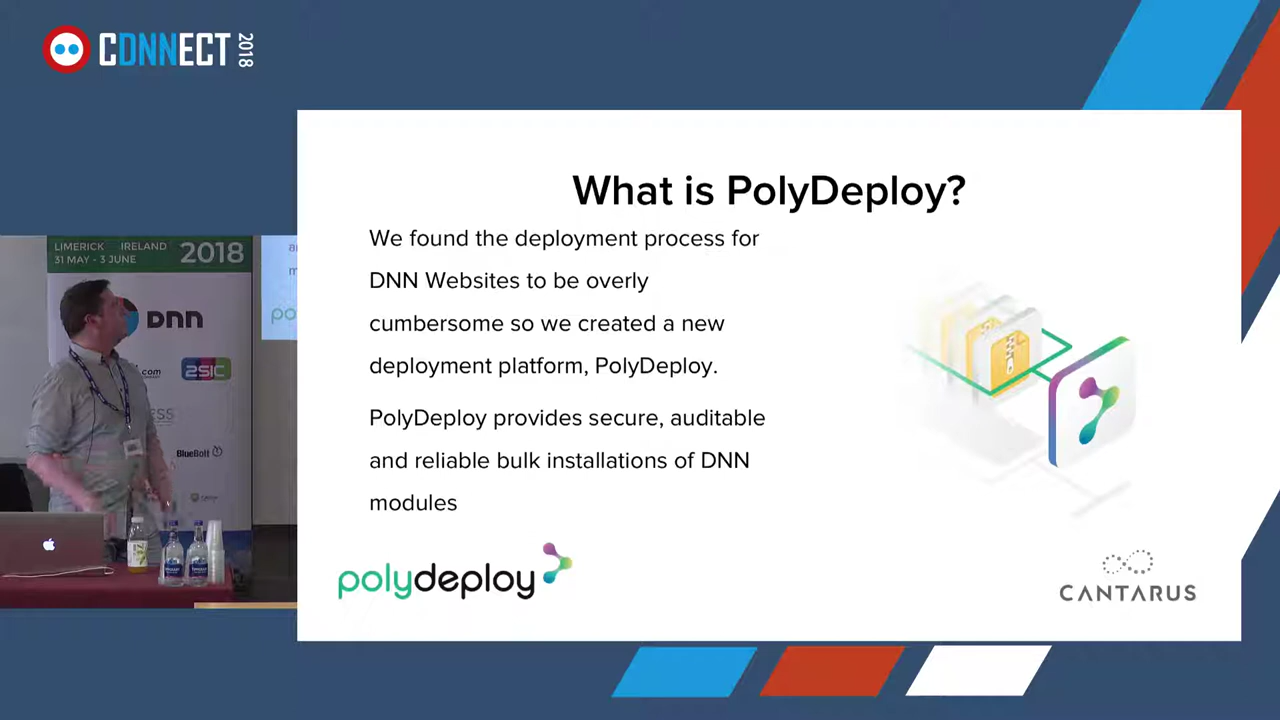 CDNNECT 2018
What is PolyDeploy?
We found the deployment process for
DNN Websites to be overly
cumbersome so we created a new
deployment platform, PolyDeploy.
PolyDeploy provides secure, auditable
and reliable bulk installations of DNN
modules
polydeploy
CANTARUS
LIMERICK IRELAND
31 MAY - 3 JUNE
2018
DNN
2SIC
BlueBolt